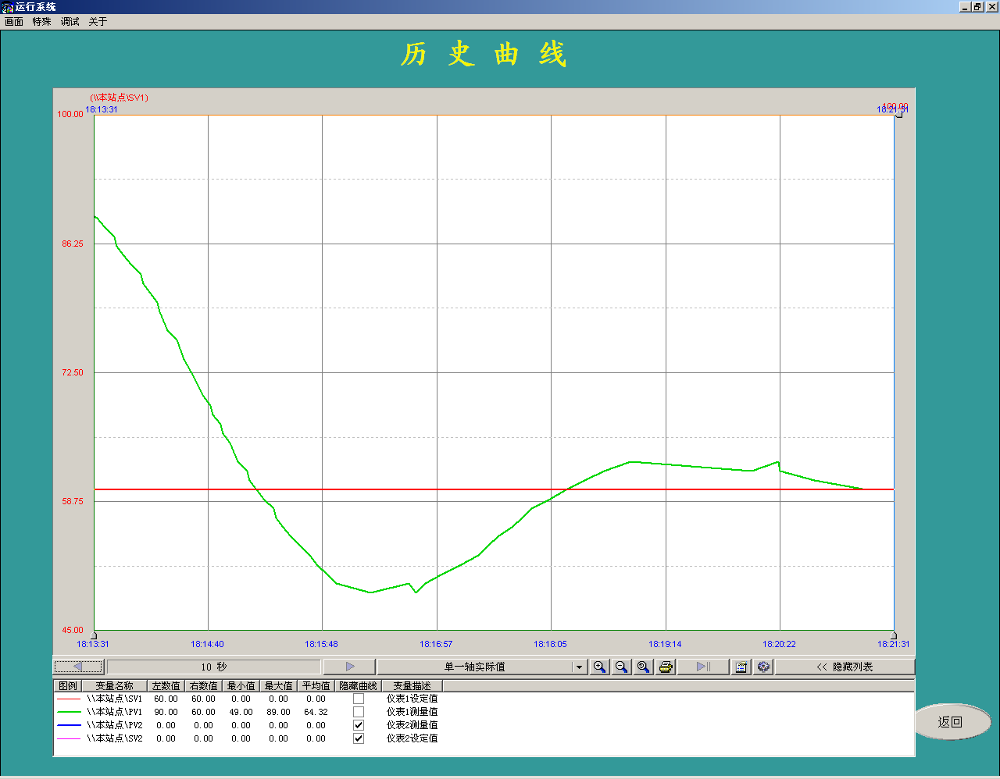 运行系统
画面 特殊 调试 关于
历史曲线
(\\本站点\SV1)
18:13:31 100.00 18:21:31
100.00
86.25
72.50
58.75
45.00
18:13:31 18:14:40 18:15:48 18:16:57 18:18:05 18:19:14 18:20:22 18:21:31
10 秒 单一轴实际值 << 隐藏列表
图例 变量名称 左数值 右数值 最小值 最大值 平均值 隐藏曲线 变量描述
\\本站点\SV1 60.00 60.00 0.00 0.00 0.00 仪表1设定值
\\本站点\PV1 90.00 60.00 49.00 89.00 64.32 仪表1测量值
\\本站点\PV2 0.00 0.00 0.00 0.00 0.00 仪表2测量值
\\本站点\SV2 0.00 0.00 0.00 0.00 0.00 仪表2设定值
返回